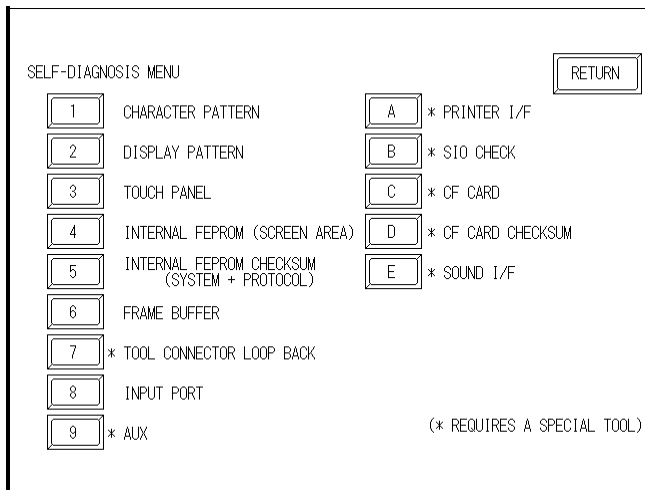 SELF-DIAGNOSIS MENU
RETURN
1 CHARACTER PATTERN
2 DISPLAY PATTERN
3 TOUCH PANEL
4 INTERNAL FEPROM (SCREEN AREA)
5 INTERNAL FEPROM CHECKSUM
(SYSTEM + PROTOCOL)
6 FRAME BUFFER
7 * TOOL CONNECTOR LOOP BACK
8 INPUT PORT
9 * AUX
A * PRINTER I/F
B * SIO CHECK
C * CF CARD
D * CF CARD CHECKSUM
E * SOUND I/F
(* REQUIRES A SPECIAL TOOL)